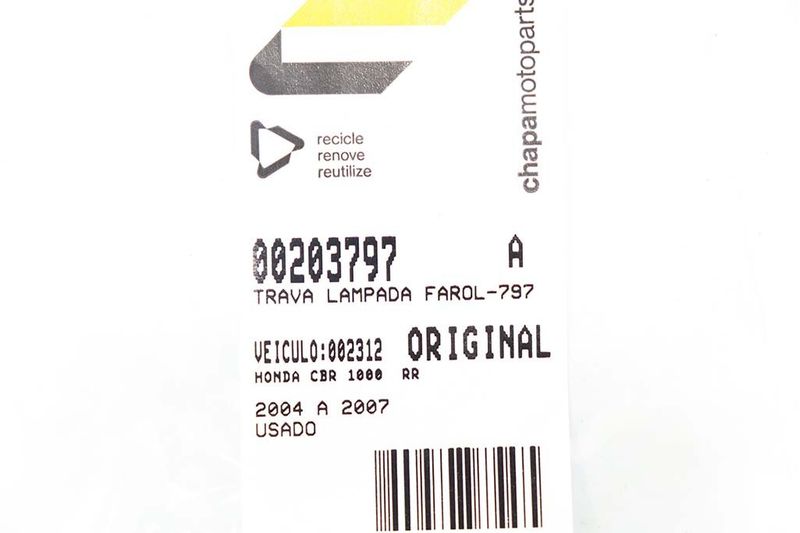 chapamotoparts
recicle
renove
reutilize
00203797 A
TRAVA LAMPADA FAROL-797
VEICULO:002312 ORIGINAL
HONDA CBR 1000 RR
2004 A 2007
USADO